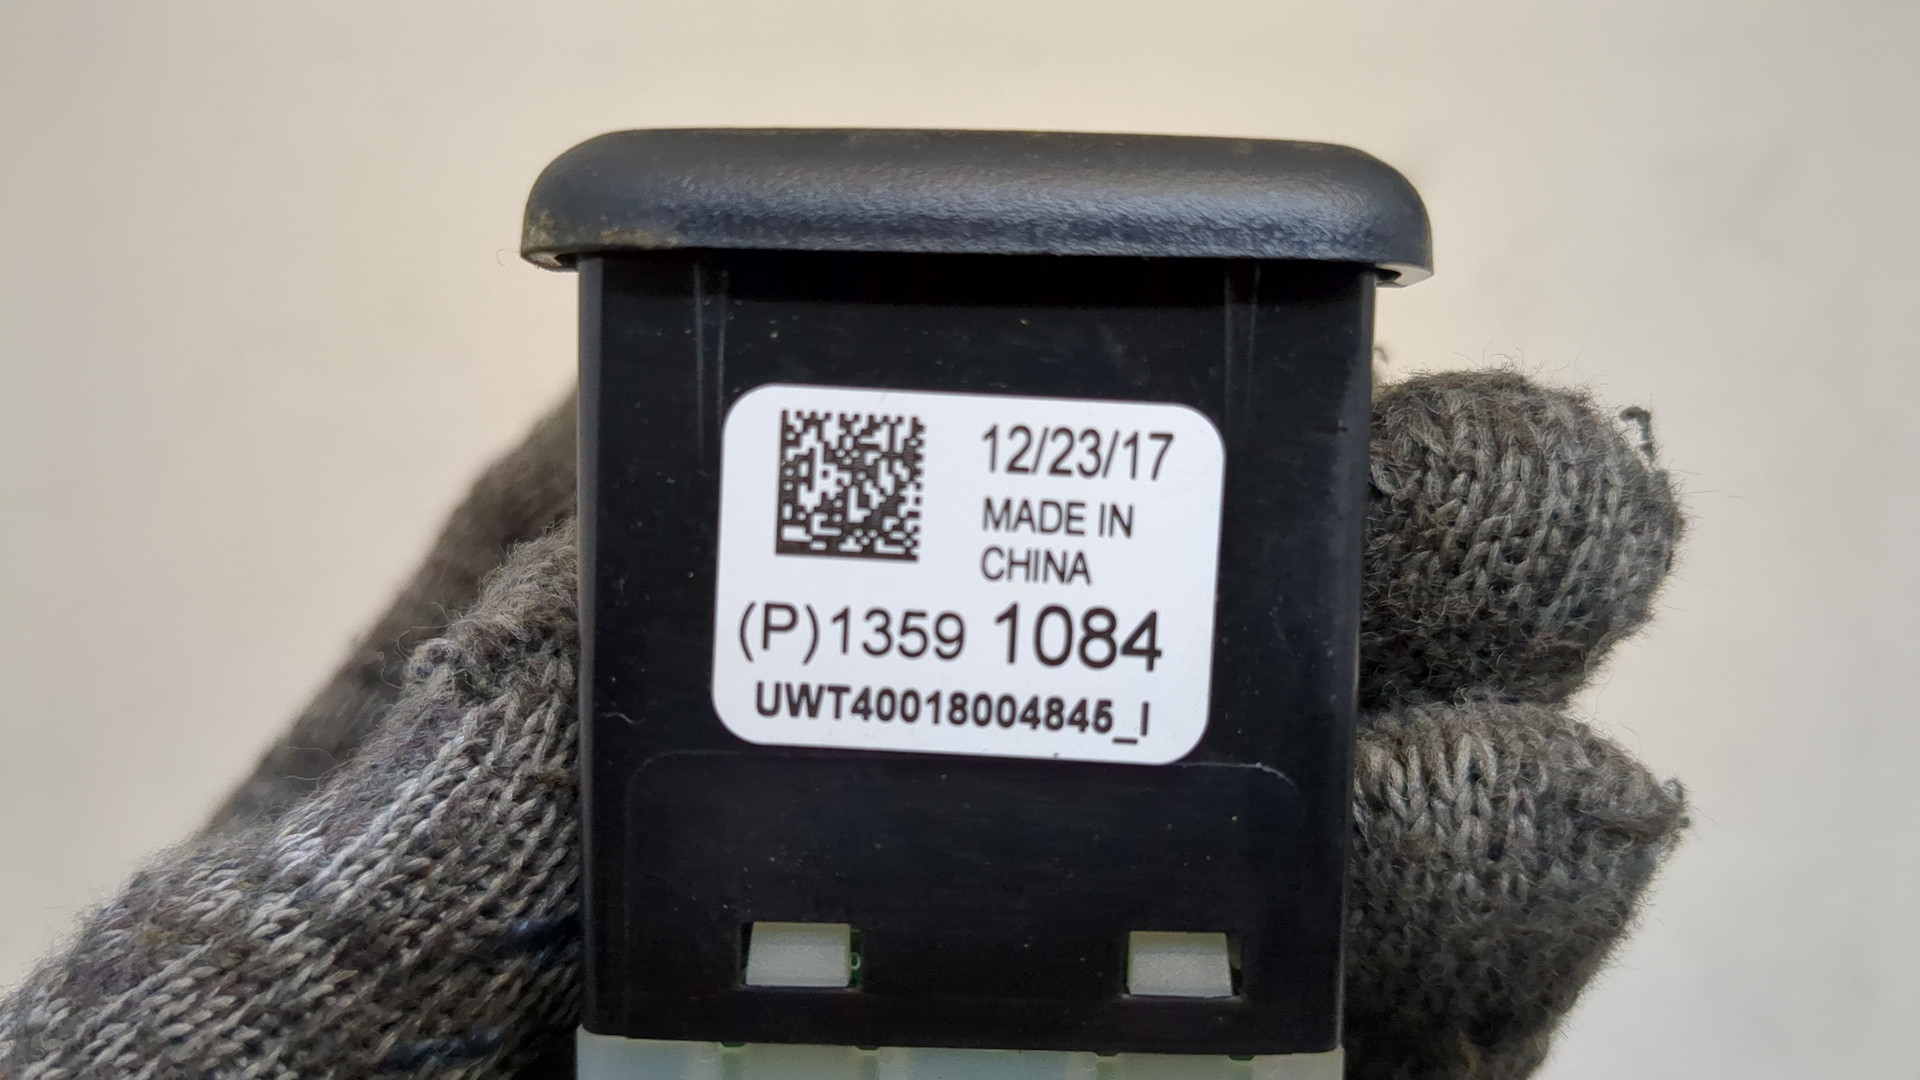 12/23/17
MADE IN
CHINA
(P)1359 1084
UWT40018004845_I